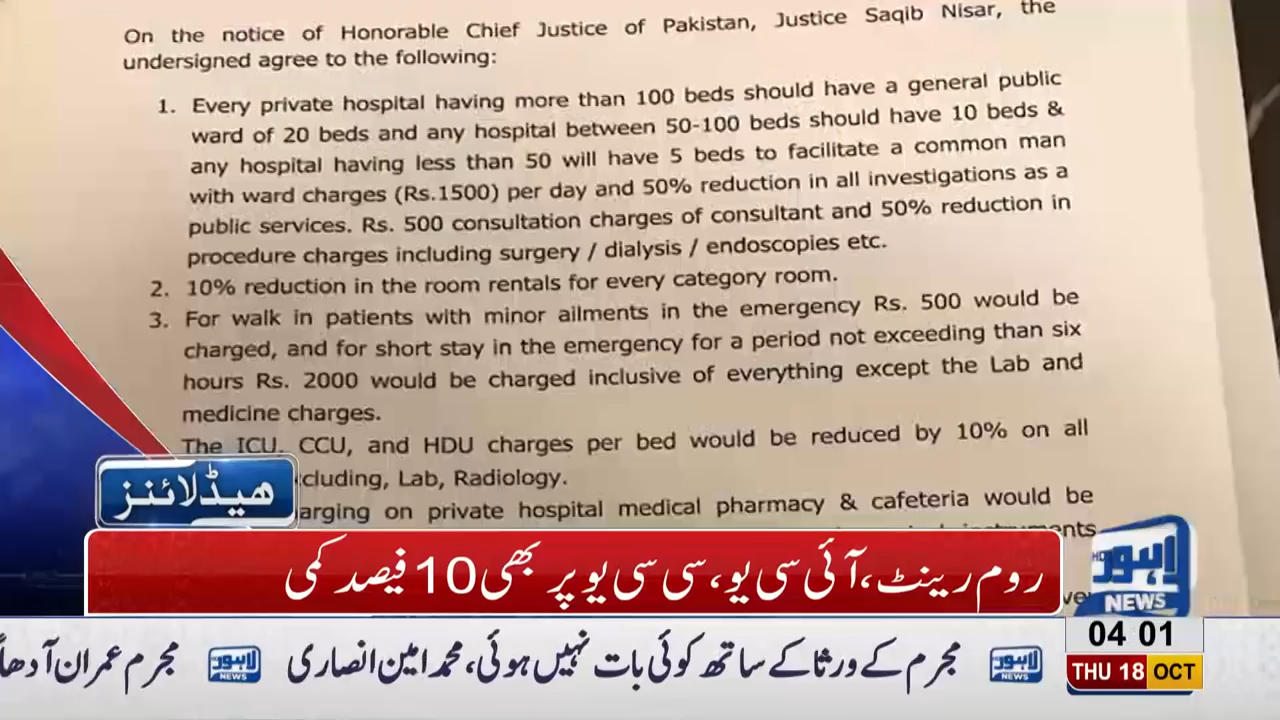 On the notice of Honorable Chief Justice of Pakistan, Justice Saqib Nisar, the
undersigned agree to the following:
1. Every private hospital having more than 100 beds should have a general public
ward of 20 beds and any hospital between 50-100 beds should have 10 beds &
any hospital having less than 50 will have 5 beds to facilitate a common man
with ward charges (Rs.1500) per day and 50% reduction in all investigations as a
public services. Rs. 500 consultation charges of consultant and 50% reduction in
procedure charges including surgery / dialysis / endoscopies etc.
2. 10% reduction in the room rentals for every category room.
3. For walk in patients with minor ailments in the emergency Rs. 500 would be
charged, and for short stay in the emergency for a period not exceeding than six
hours Rs. 2000 would be charged inclusive of everything except the Lab and
medicine charges.
The ICU, CCU, and HDU charges per bed would be reduced by 10% on all
cluding, Lab, Radiology.
arging on private hospital medical pharmacy & cafeteria would be
ہیڈلائنز
روم رینٹ، آئی سی یو، سی سی یو پر بھی 10 فیصد کمی
لاہور
HD
NEWS
04 01
THU 18 OCT
لاہور NEWS مجرم کے ورثا کے ساتھ کوئی بات نہیں ہوئی، محمد امین انصاری لاہور NEWS مجرم عمران